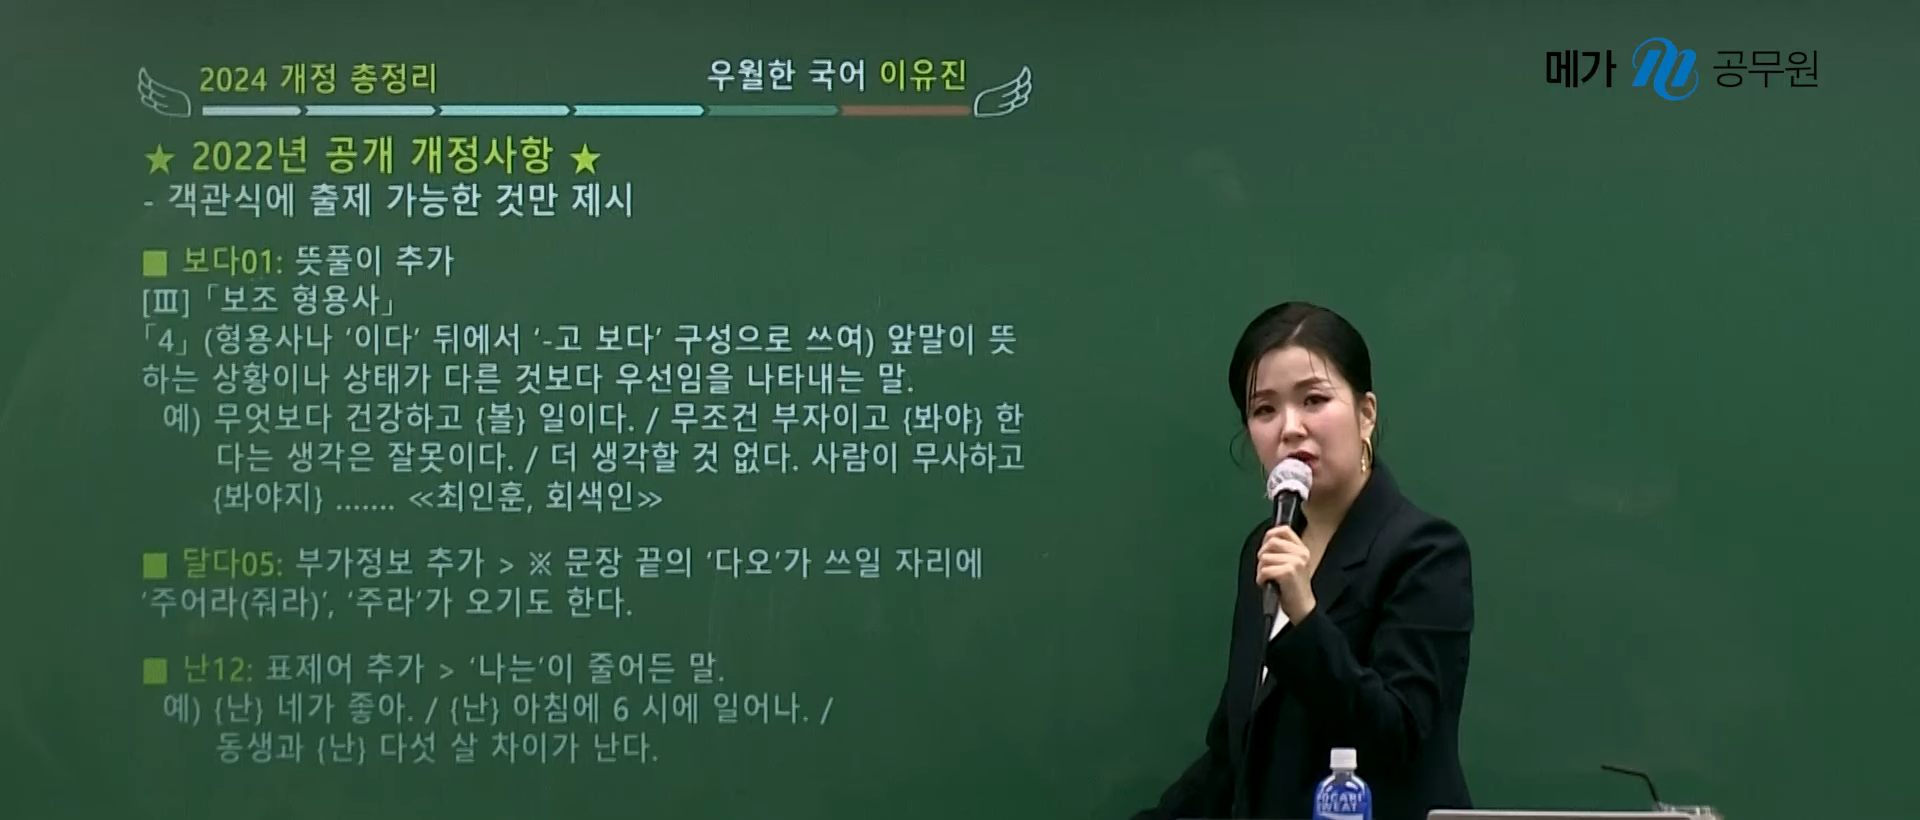 2024 개정 총정리
우월한 국어 이유진
메가 공무원
★ 2022년 공개 개정사항 ★
- 객관식에 출제 가능한 것만 제시
■ 보다01: 뜻풀이 추가
[Ⅲ]「보조 형용사」
「4」(형용사나 ‘이다’ 뒤에서 ‘-고 보다’ 구성으로 쓰여) 앞말이 뜻
하는 상황이나 상태가 다른 것보다 우선임을 나타내는 말.
예) 무엇보다 건강하고 {볼} 일이다. / 무조건 부자이고 {봐야} 한
다는 생각은 잘못이다. / 더 생각할 것 없다. 사람이 무사하고
{봐야지} ....... ≪최인훈, 회색인≫
■ 달다05: 부가정보 추가 > ※ 문장 끝의 ‘다오’가 쓰일 자리에
‘주어라(줘라)’, ‘주라’가 오기도 한다.
■ 난12: 표제어 추가 > ‘나는’이 줄어든 말.
예) {난} 네가 좋아. / {난} 아침에 6 시에 일어나. /
동생과 {난} 다섯 살 차이가 난다.
POCARI
SWEAT